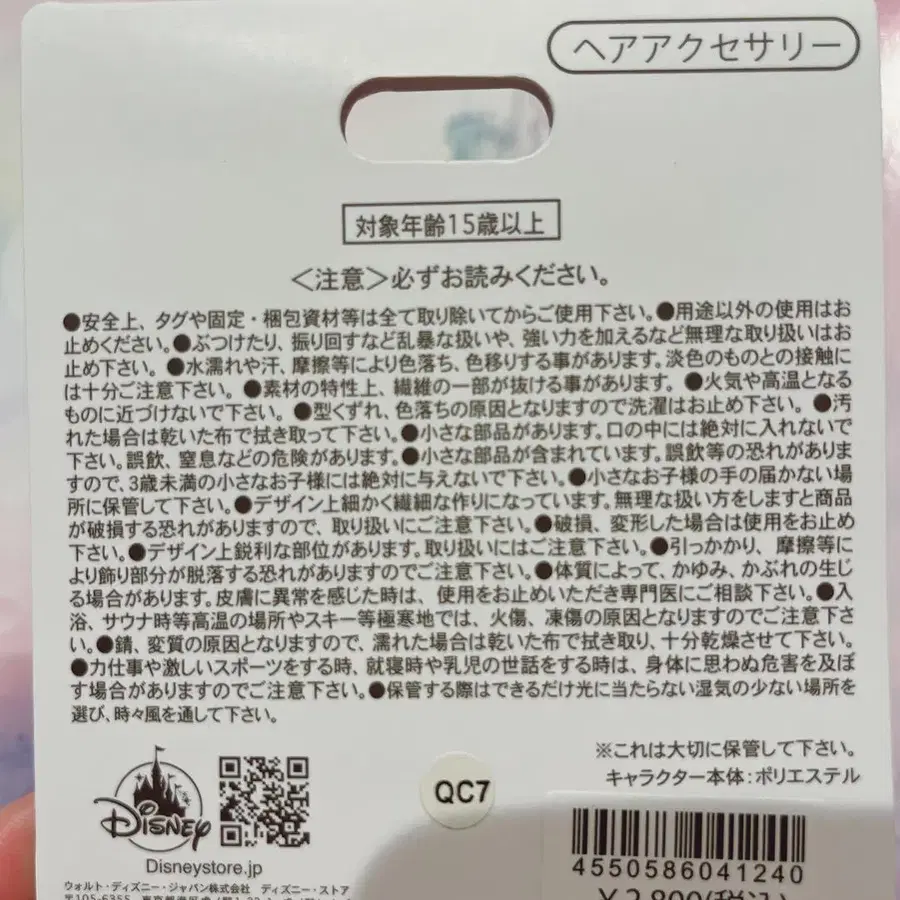 ヘアアクセサリー
対象年齢15歳以上
＜注意＞必ずお読みください。
●安全上、タグや固定・梱包資材等は全て取り除いてからご使用下さい。●用途以外の使用はお
止めください。●ぶつけたり、振り回すなど乱暴な扱いや、強い力を加えるなど無理な取り扱いはお
止め下さい。●水濡れや汗、摩擦等により色落ち、色移りする事があります。淡色のものとの接触に
は十分ご注意下さい。●素材の特性上、繊維の一部が抜ける事があります。●火気や高温となる
ものに近づけないで下さい。●型くずれ、色落ちの原因となりますので洗濯はお止め下さい。●汚
れた場合は乾いた布で拭き取って下さい。●小さな部品があります。口の中には絶対に入れないで
下さい。誤飲、窒息などの危険があります。●小さな部品が含まれています。誤飲等の恐れがありま
すので、3歳未満の小さなお子様には絶対に与えないで下さい。●小さなお子様の手の届かない場
所に保管して下さい。●デザイン上細かく繊細な作りになっています。無理な扱い方をしますと商品
が破損する恐れがありますので、取り扱いにご注意下さい。●破損、変形した場合は使用をお止め
下さい。●デザイン上鋭利な部位があります。取り扱いにはご注意下さい。●引っかかり、摩擦等に
より飾り部分が脱落する恐れがありますのでご注意下さい。●体質によって、かゆみ、かぶれの生じ
る場合があります。皮膚に異常を感じた時は、使用をお止めいただき専門医にご相談下さい。●入
浴、サウナ時等高温の場所やスキー等極寒地では、火傷、凍傷の原因となりますのでご注意下さ
い。●錆、変質の原因となりますので、濡れた場合は乾いた布で拭き取り、十分乾燥させて下さい。
●力仕事や激しいスポーツをする時、就寝時や乳児の世話をする時は、身体に思わぬ危害を及ぼ
す場合がありますのでご注意下さい。●保管する際はできるだけ光に当たらない湿気の少ない場所を
選び、時々風を通して下さい。
※これは大切に保管して下さい。
キャラクター本体：ポリエステル
Disney
Disneystore.jp
QC7
4550586041240
ウォルト・ディズニー・ジャパン株式会社 ディズニー・ストア
¥2,800(税込)
〒105-6355